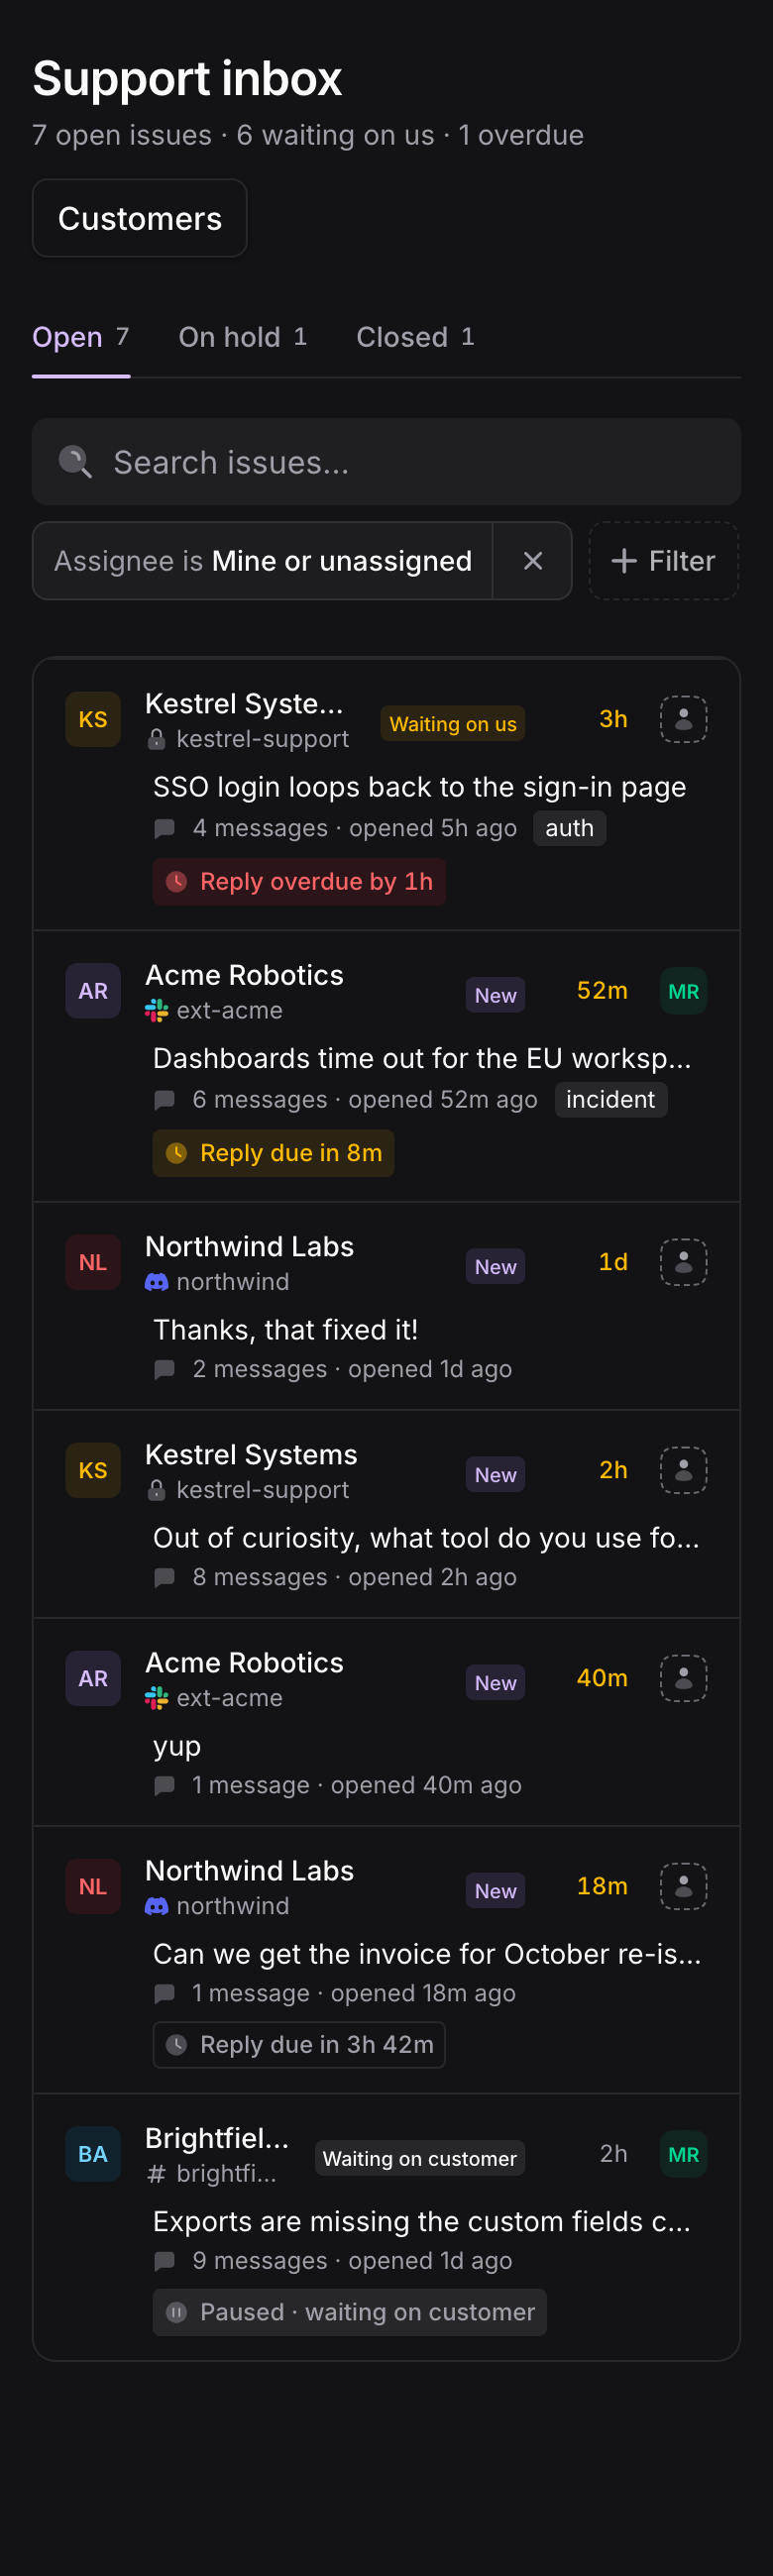 Support inbox
7 open issues · 6 waiting on us · 1 overdue
Customers
Open 7 On hold 1 Closed 1
Search issues...
Assignee is Mine or unassigned
Filter
KS Kestrel Syste... Waiting on us 3h
kestrel-support
SSO login loops back to the sign-in page
4 messages · opened 5h ago auth
Reply overdue by 1h
AR Acme Robotics New 52m MR
ext-acme
Dashboards time out for the EU worksp...
6 messages · opened 52m ago incident
Reply due in 8m
NL Northwind Labs New 1d
northwind
Thanks, that fixed it!
2 messages · opened 1d ago
KS Kestrel Systems New 2h
kestrel-support
Out of curiosity, what tool do you use fo...
8 messages · opened 2h ago
AR Acme Robotics New 40m
ext-acme
yup
1 message · opened 40m ago
NL Northwind Labs New 18m
northwind
Can we get the invoice for October re-is...
1 message · opened 18m ago
Reply due in 3h 42m
BA Brightfiel... Waiting on customer 2h MR
# brightfi...
Exports are missing the custom fields c...
9 messages · opened 1d ago
Paused · waiting on customer